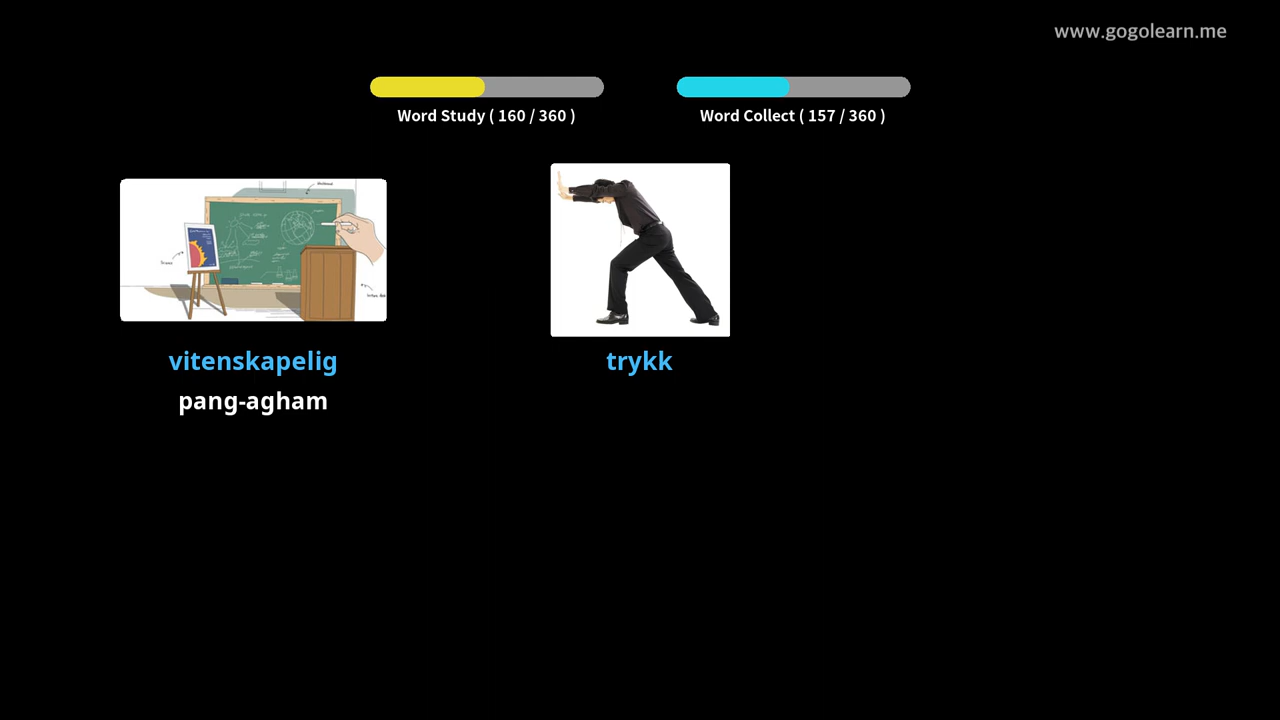 www.gogolearn.me
Word Study ( 160 / 360 )
Word Collect ( 157 / 360 )
vitenskapelig
pang-agham
trykk